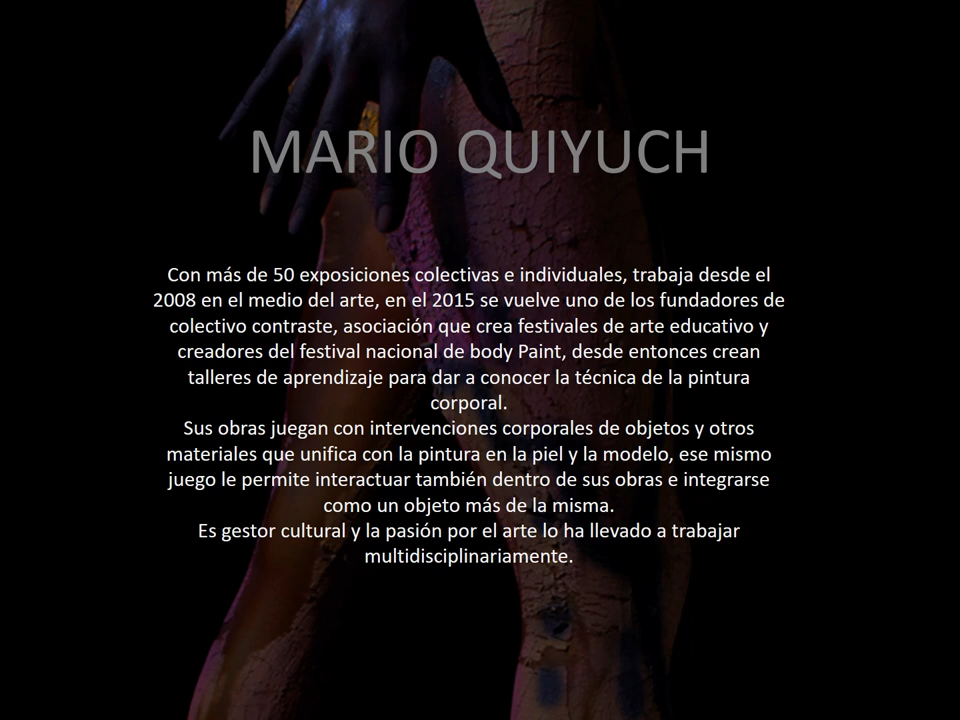 MARIO QUIYUCH
Con más de 50 exposiciones colectivas e individuales, trabaja desde el
2008 en el medio del arte, en el 2015 se vuelve uno de los fundadores de
colectivo contraste, asociación que crea festivales de arte educativo y
creadores del festival nacional de body Paint, desde entonces crean
talleres de aprendizaje para dar a conocer la técnica de la pintura
corporal.
Sus obras juegan con intervenciones corporales de objetos y otros
materiales que unifica con la pintura en la piel y la modelo, ese mismo
juego le permite interactuar también dentro de sus obras e integrarse
como un objeto más de la misma.
Es gestor cultural y la pasión por el arte lo ha llevado a trabajar
multidisciplinariamente.